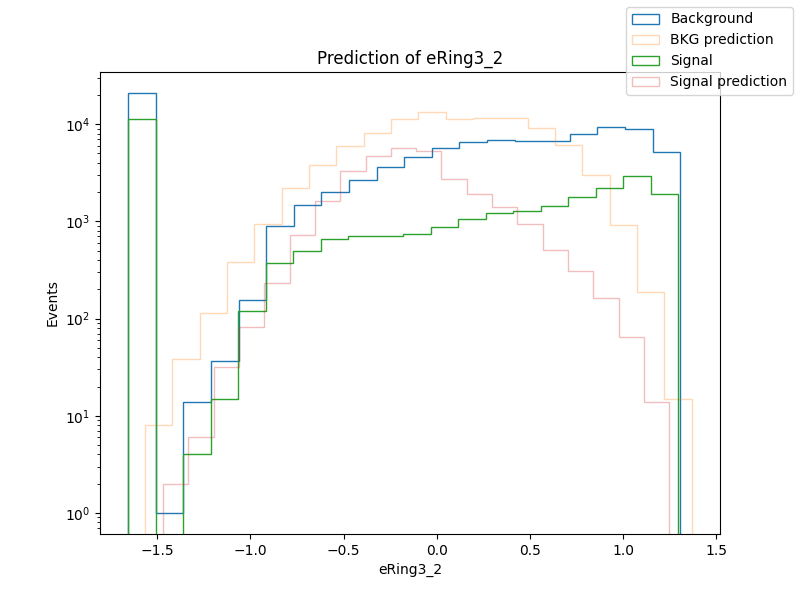 Prediction of eRing3_2
Background
BKG prediction
Signal
Signal prediction
Events
10⁴
10³
10²
10¹
10⁰
−1.5
−1.0
−0.5
0.0
0.5
1.0
1.5
eRing3_2